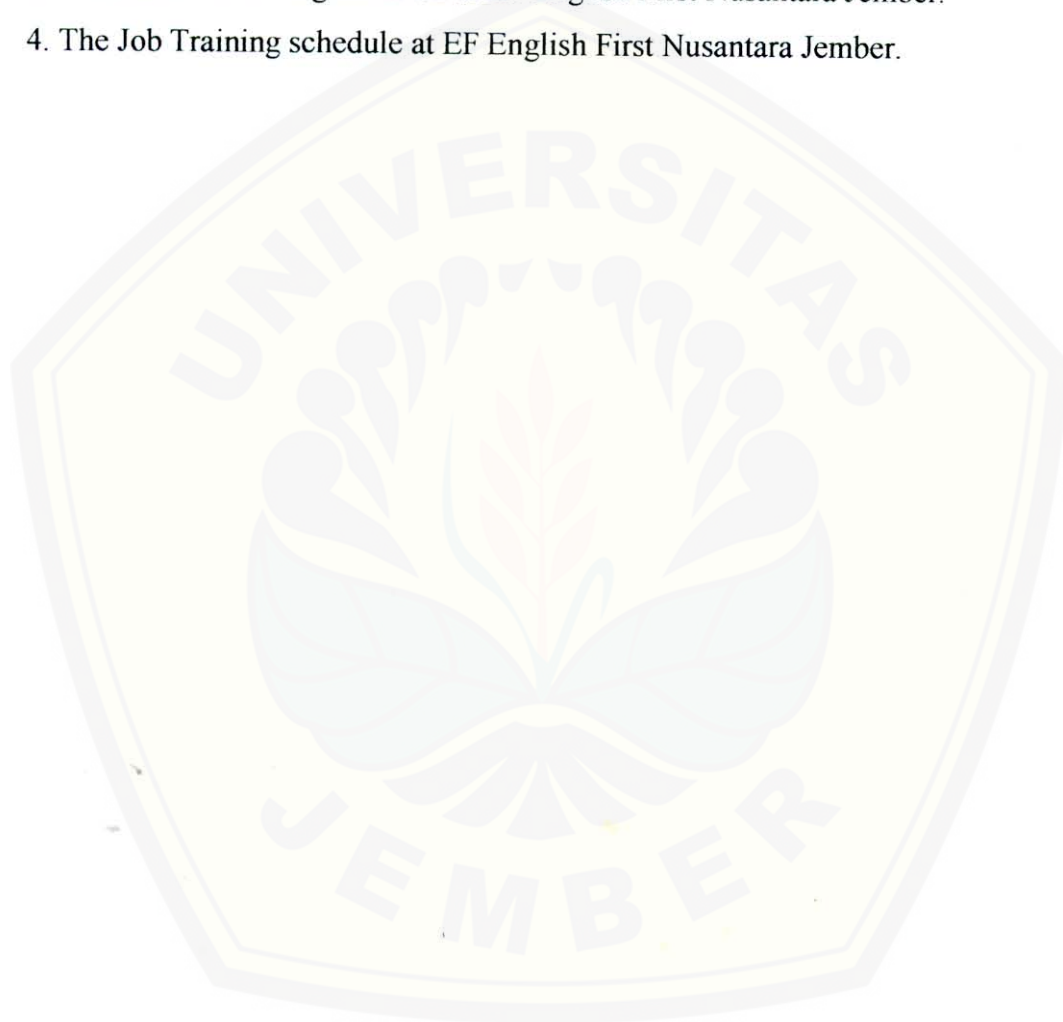 4. The Job Training schedule at EF English First Nusantara Jember.
UNIVERSITAS
JEMBER